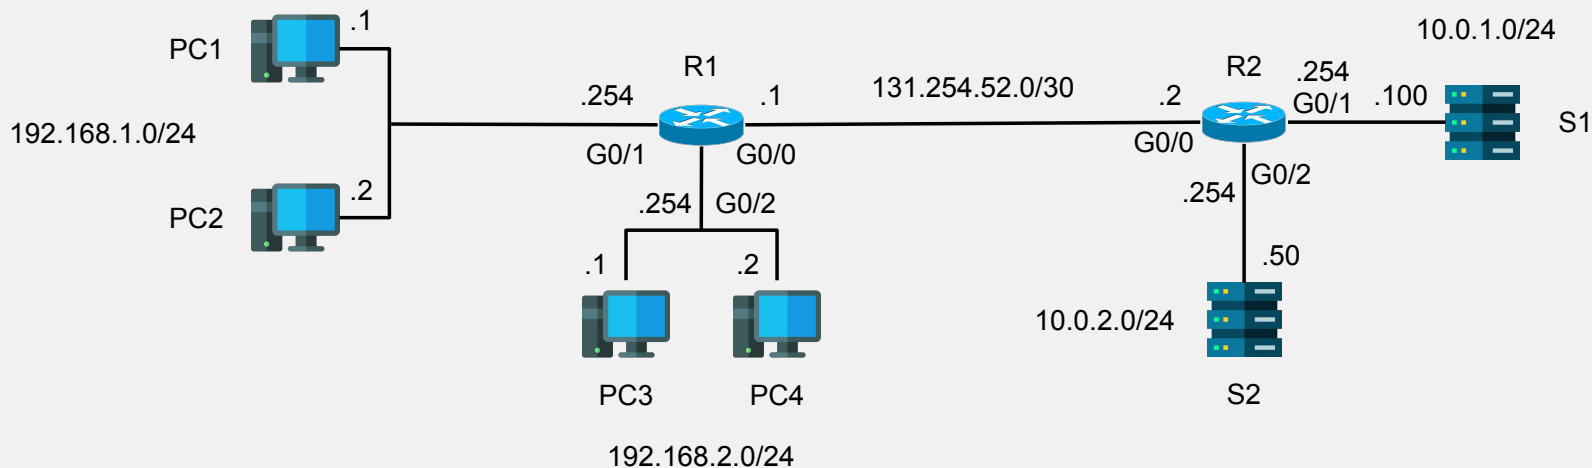 10.0.1.0/24
.1
PC1
R1
R2
.254
131.254.52.0/30
.254
.1
.2
G0/1
.100
S1
192.168.1.0/24
G0/1
G0/0
G0/0
G0/2
.2
PC2
.254
G0/2
.254
.1
.2
.50
10.0.2.0/24
PC3
PC4
S2
192.168.2.0/24